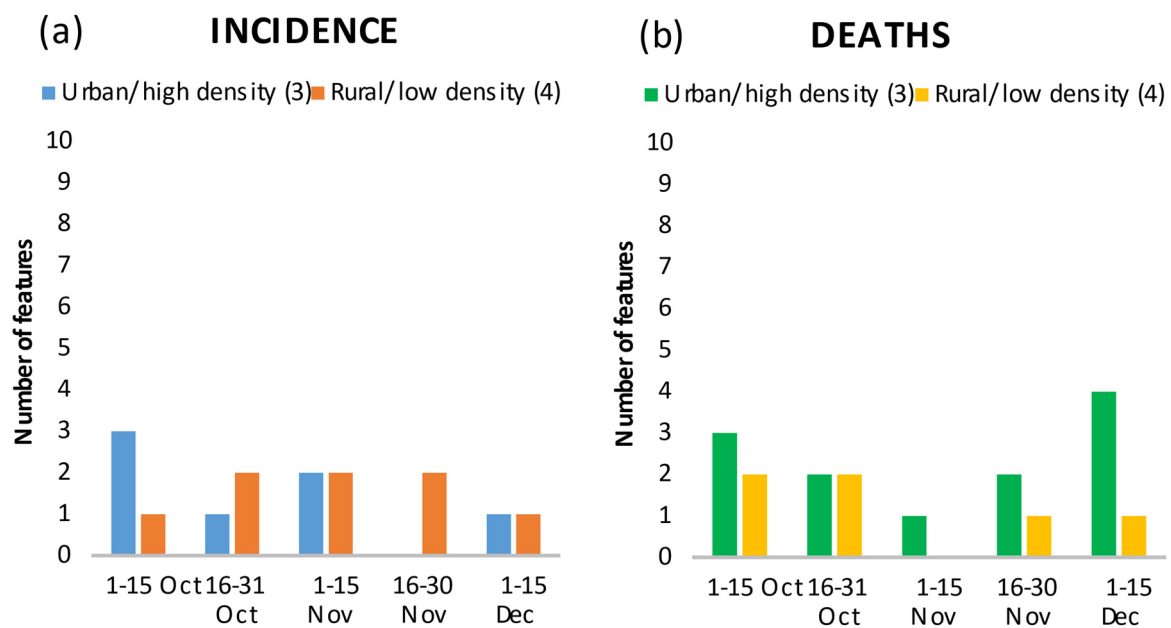 (a) INCIDENCE
Urban/high density (3) Rural/low density (4)
Number of features
10
9
8
7
6
5
4
3
2
1
0
1-15 Oct 16-31 Oct 1-15 Nov 16-30 Nov 1-15 Dec
(b) DEATHS
Urban/high density (3) Rural/low density (4)
Number of features
10
9
8
7
6
5
4
3
2
1
0
1-15 Oct 16-31 Oct 1-15 Nov 16-30 Nov 1-15 Dec